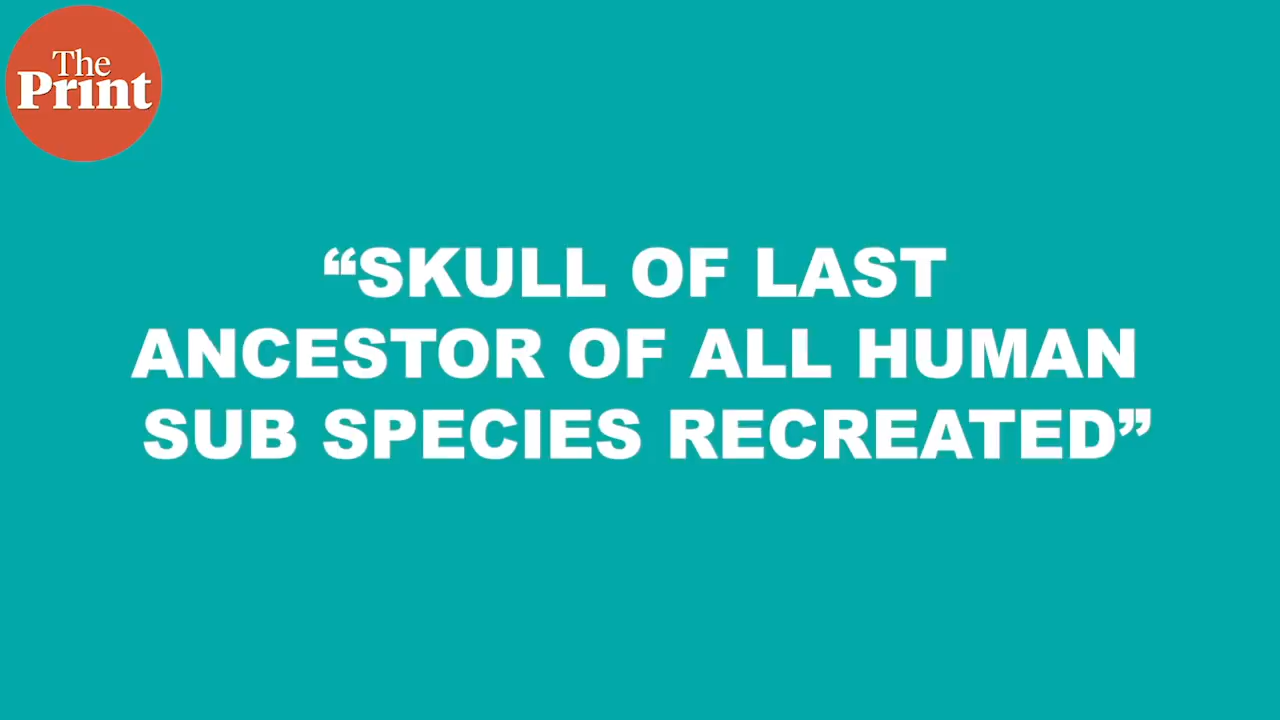 The
Print
“SKULL OF LAST
ANCESTOR OF ALL HUMAN
SUB SPECIES RECREATED”